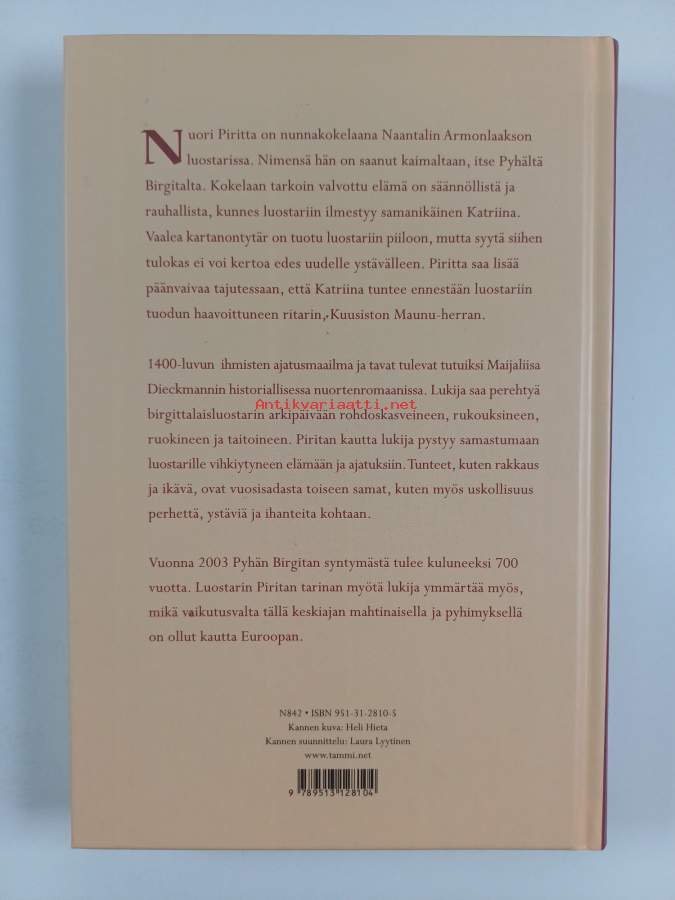 Nuori Piritta on nunnakokelaana Naantalin Armonlaakson
luostarissa. Nimensä hän on saanut kaimaltaan, itse Pyhältä
Birgitalta. Kokelaan tarkoin valvottu elämä on säännöllistä ja
rauhallista, kunnes luostariin ilmestyy samanikäinen Katriina.
Vaalea kartanontytär on tuotu luostariin piiloon, mutta syytä siihen
tulokas ei voi kertoa edes uudelle ystävälleen. Piritta saa lisää
päänvaivaa tajutessaan, että Katriina tuntee ennestään luostariin
tuodun haavoittuneen ritarin, Kuusiston Maunu-herran.
1400-luvun ihmisten ajatusmaailma ja tavat tulevat tutuiksi Maijaliisa
Dieckmannin historiallisessa nuortenromaanissa. Lukija saa perehtyä
Antikvariaatti.net
birgittalaisluostarin arkipäivään rohdoskasveineen, rukouksineen,
ruokineen ja taitoineen. Piritan kautta lukija pystyy samastumaan
luostarille vihkiytyneen elämään ja ajatuksiin. Tunteet, kuten rakkaus
ja ikävä, ovat vuosisadasta toiseen samat, kuten myös uskollisuus
perhettä, ystäviä ja ihanteita kohtaan.
Vuonna 2003 Pyhän Birgitan syntymästä tulee kuluneeksi 700
vuotta. Luostarin Piritan tarinan myötä lukija ymmärtää myös,
mikä vaikutusvalta tällä keskiajan mahtinaisella ja pyhimyksellä
on ollut kautta Euroopan.
N842 • ISBN 951-31-2810-5
Kannen kuva: Heli Hieta
Kannen suunnittelu: Laura Lyytinen
www.tammi.net
9 789513 128104